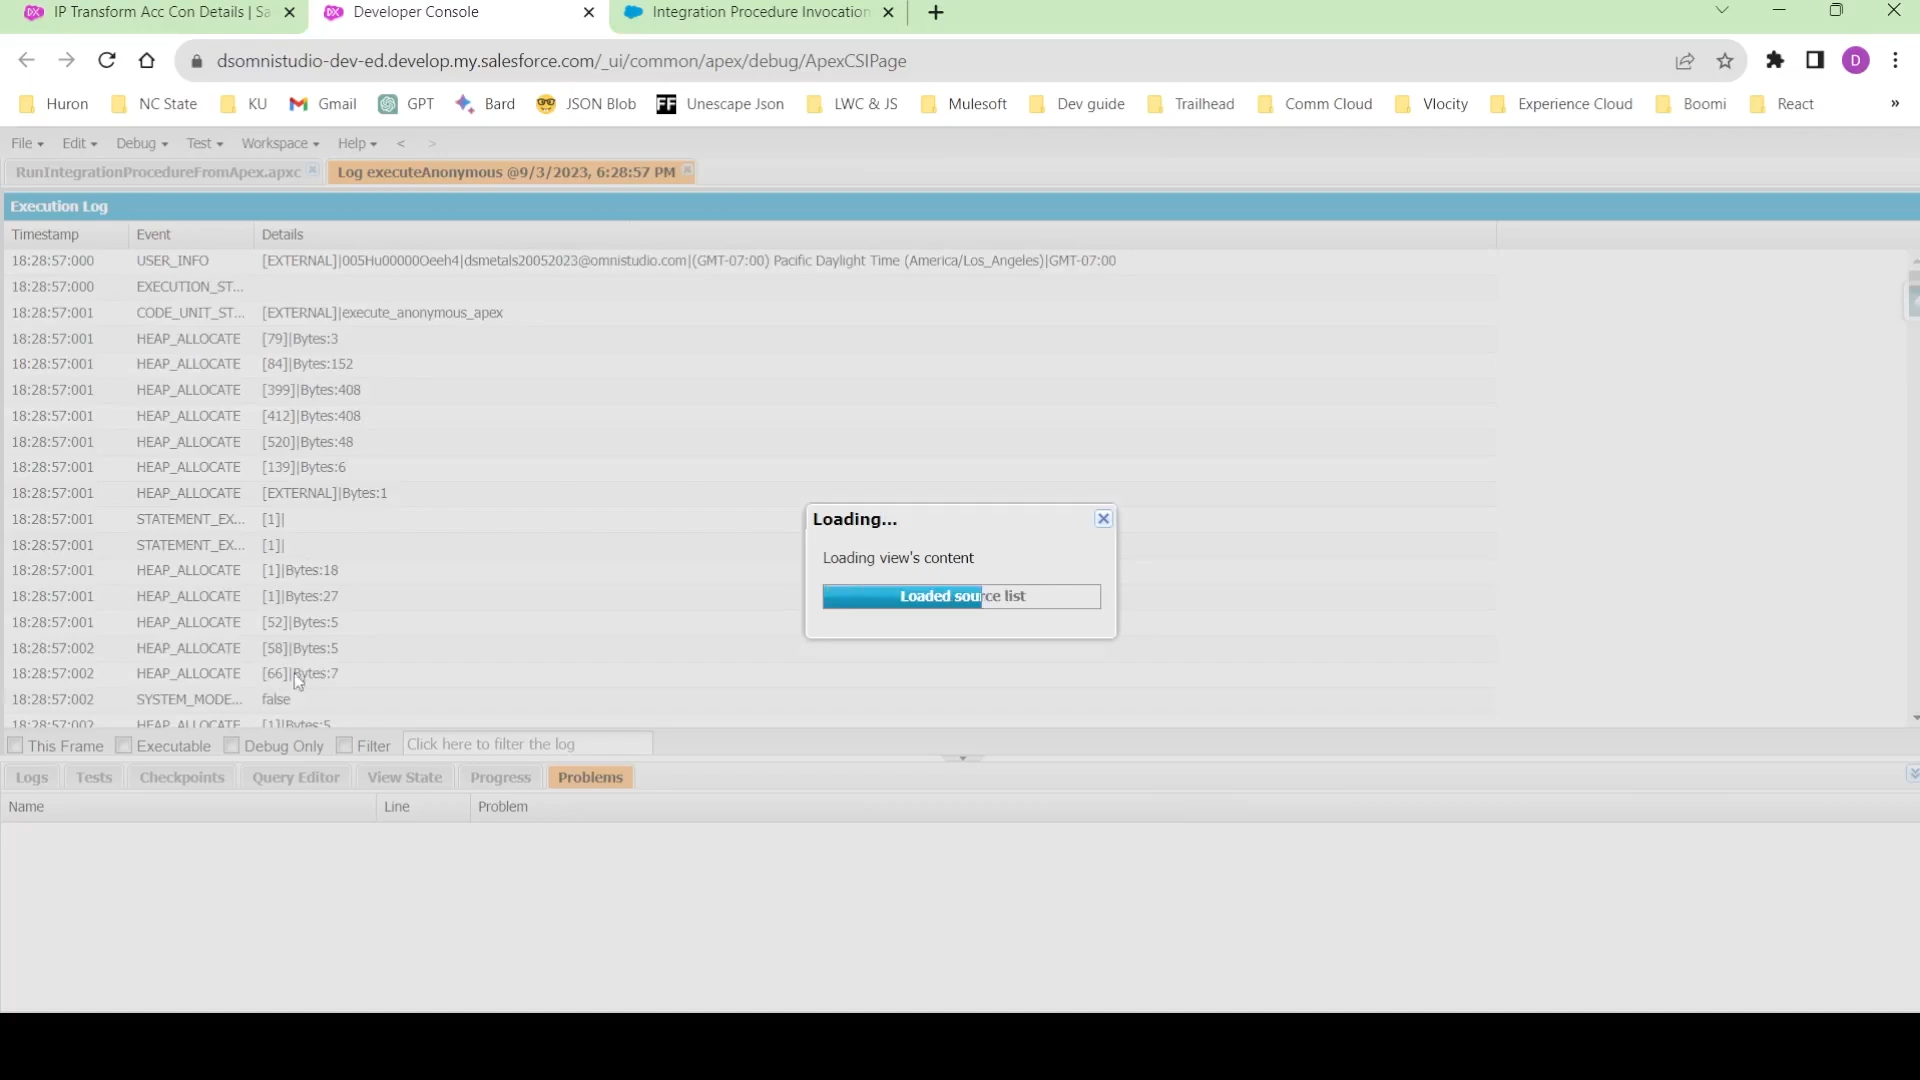 IP Transform Acc Con Details | Sa
Developer Console
Integration Procedure Invocation
dsomnistudio-dev-ed.develop.my.salesforce.com/_ui/common/apex/debug/ApexCSIPage
D
Huron
NC State
KU
Gmail
GPT
Bard
JSON Blob
FF Unescape Json
LWC & JS
Mulesoft
Dev guide
Trailhead
Comm Cloud
Vlocity
Experience Cloud
Boomi
React
»
File Edit Debug Test Workspace Help < >
RunIntegrationProcedureFromApex.apxc
Log executeAnonymous @9/3/2023, 6:28:57 PM
Execution Log
Timestamp Event Details
18:28:57:000 USER_INFO [EXTERNAL]|005Hu00000Oeeh4|dsmetals20052023@omnistudio.com|(GMT-07:00) Pacific Daylight Time (America/Los_Angeles)|GMT-07:00
18:28:57:000 EXECUTION_ST...
18:28:57:001 CODE_UNIT_ST... [EXTERNAL]|execute_anonymous_apex
18:28:57:001 HEAP_ALLOCATE [79]|Bytes:3
18:28:57:001 HEAP_ALLOCATE [84]|Bytes:152
18:28:57:001 HEAP_ALLOCATE [399]|Bytes:408
18:28:57:001 HEAP_ALLOCATE [412]|Bytes:408
18:28:57:001 HEAP_ALLOCATE [520]|Bytes:48
18:28:57:001 HEAP_ALLOCATE [139]|Bytes:6
18:28:57:001 HEAP_ALLOCATE [EXTERNAL]|Bytes:1
18:28:57:001 STATEMENT_EX... [1]|
18:28:57:001 STATEMENT_EX... [1]|
18:28:57:001 HEAP_ALLOCATE [1]|Bytes:18
18:28:57:001 HEAP_ALLOCATE [1]|Bytes:27
18:28:57:001 HEAP_ALLOCATE [52]|Bytes:5
18:28:57:002 HEAP_ALLOCATE [58]|Bytes:5
18:28:57:002 HEAP_ALLOCATE [66]|Bytes:7
18:28:57:002 SYSTEM_MODE... false
18:28:57:002 HEAP_ALLOCATE [1]|Bytes:5
Loading...
Loading view's content
Loaded source list
This Frame Executable Debug Only Filter Click here to filter the log
Logs Tests Checkpoints Query Editor View State Progress Problems
Name Line Problem